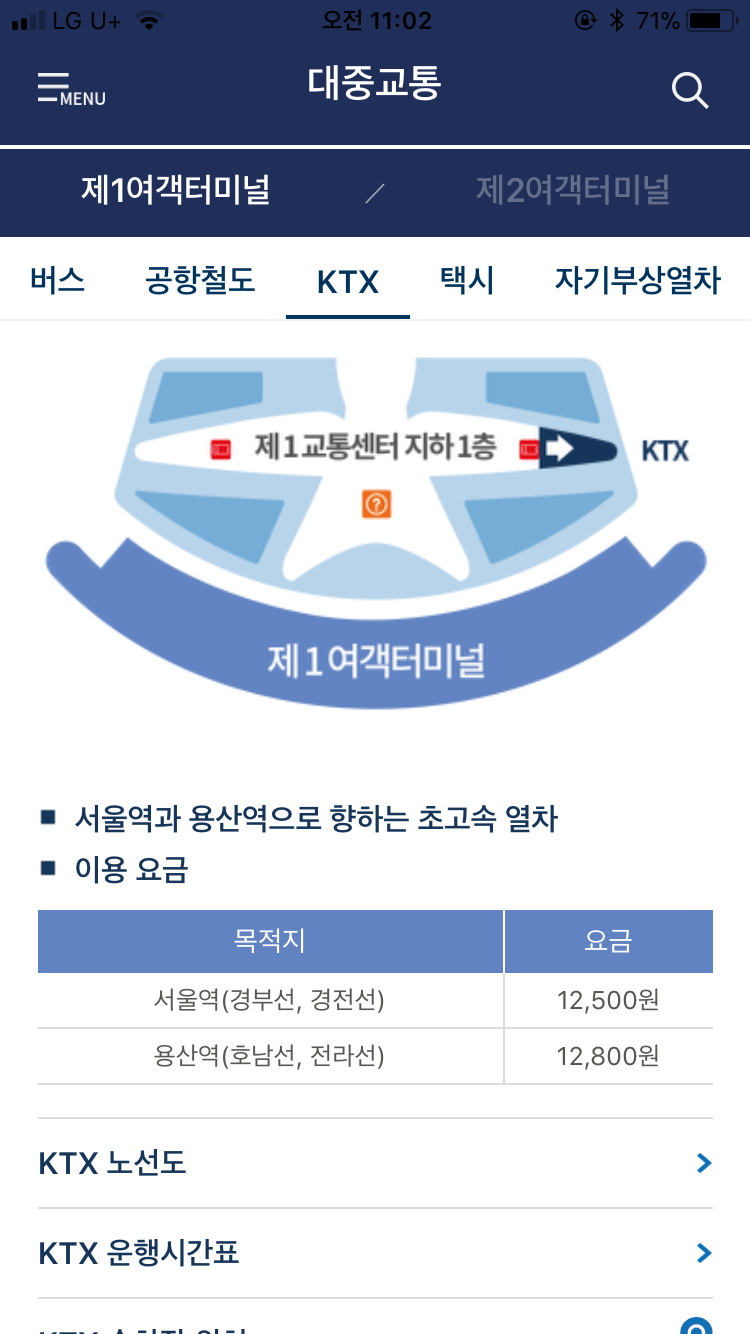 LG U+ 오전 11:02 71%
MENU 대중교통
제1여객터미널 / 제2여객터미널
버스 공항철도 KTX 택시 자기부상열차
제1교통센터 지하1층 KTX
?
제1여객터미널
■ 서울역과 용산역으로 향하는 초고속 열차
■ 이용 요금
목적지 요금
서울역(경부선, 경전선) 12,500원
용산역(호남선, 전라선) 12,800원
KTX 노선도
KTX 운행시간표
KTX